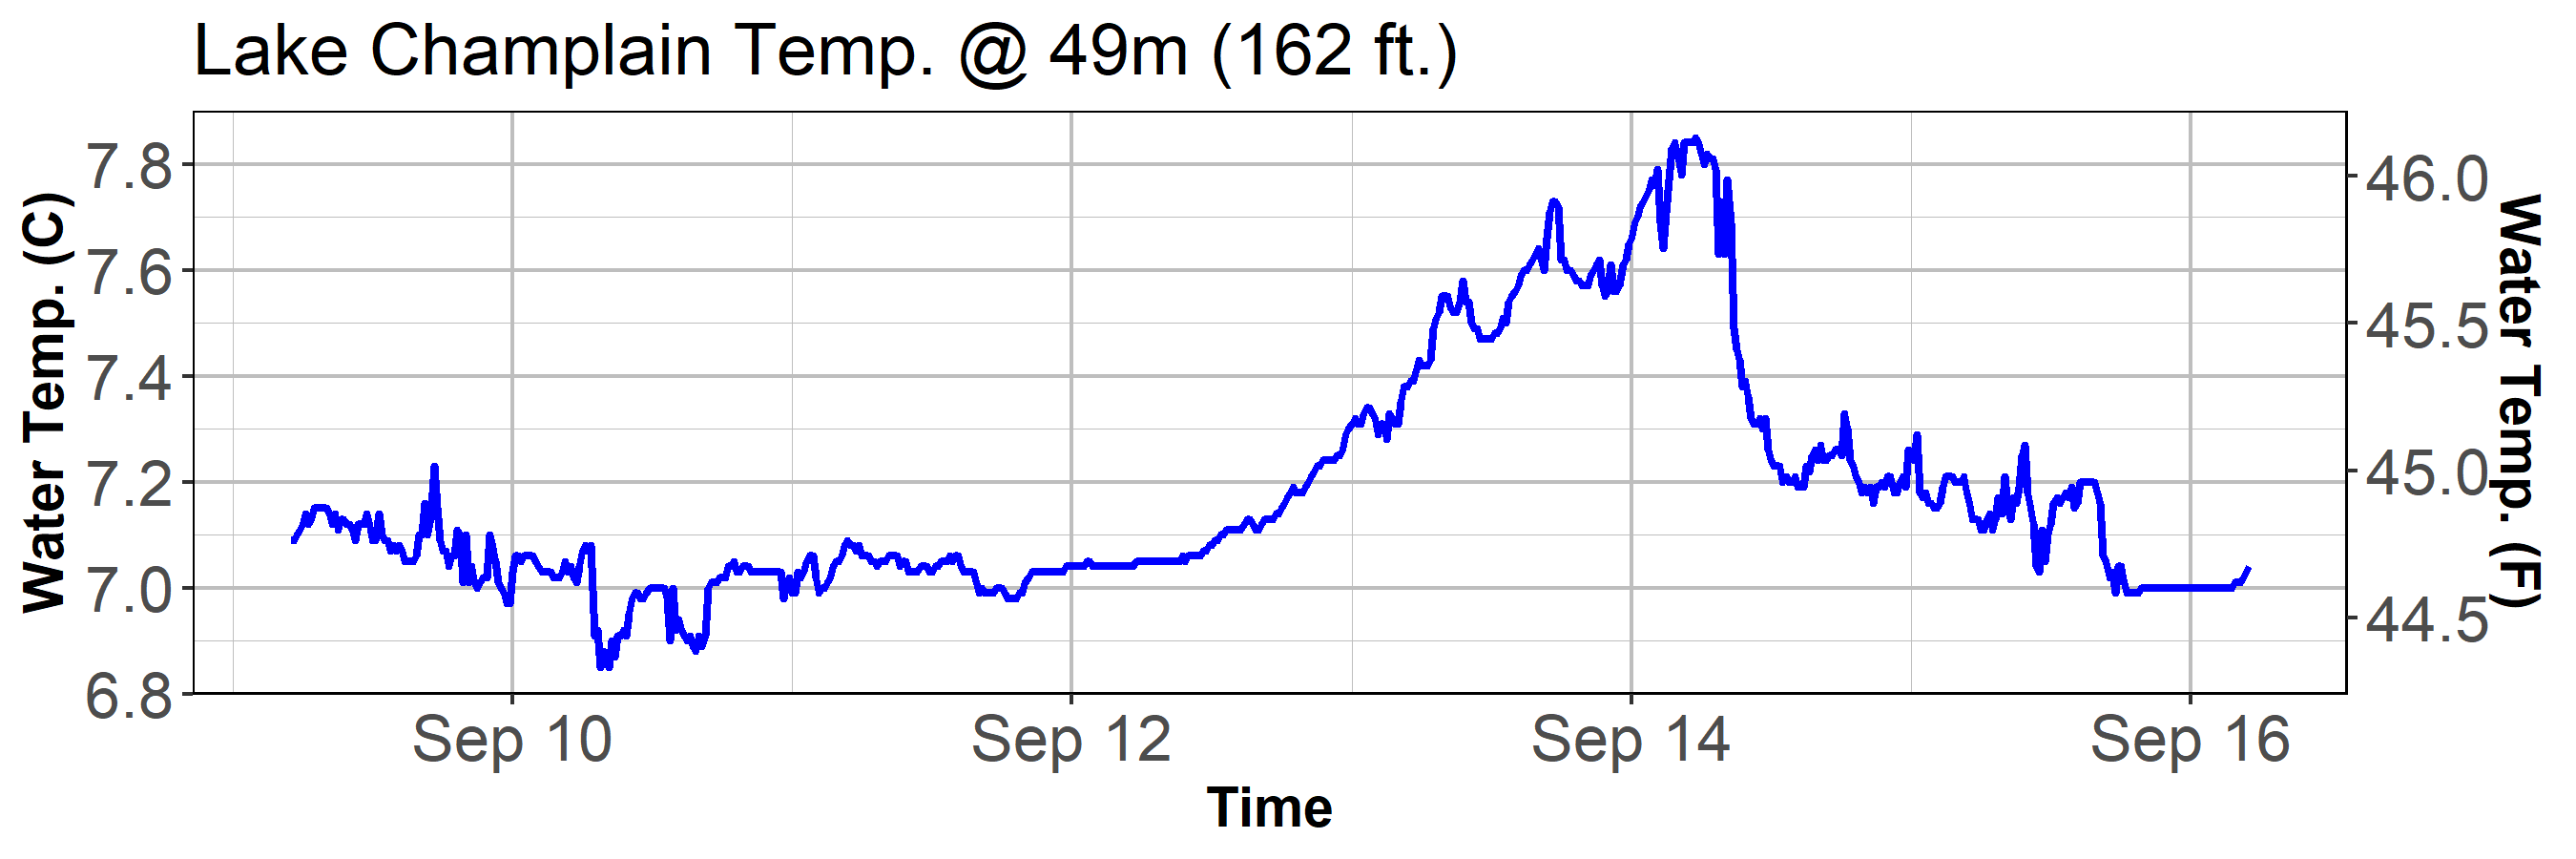 Lake Champlain Temp. @ 49m (162 ft.)
Water Temp. (C)
7.8
7.6
7.4
7.2
7.0
6.8
46.0
45.5
45.0
44.5
Water Temp. (F)
Sep 10 Sep 12 Sep 14 Sep 16
Time